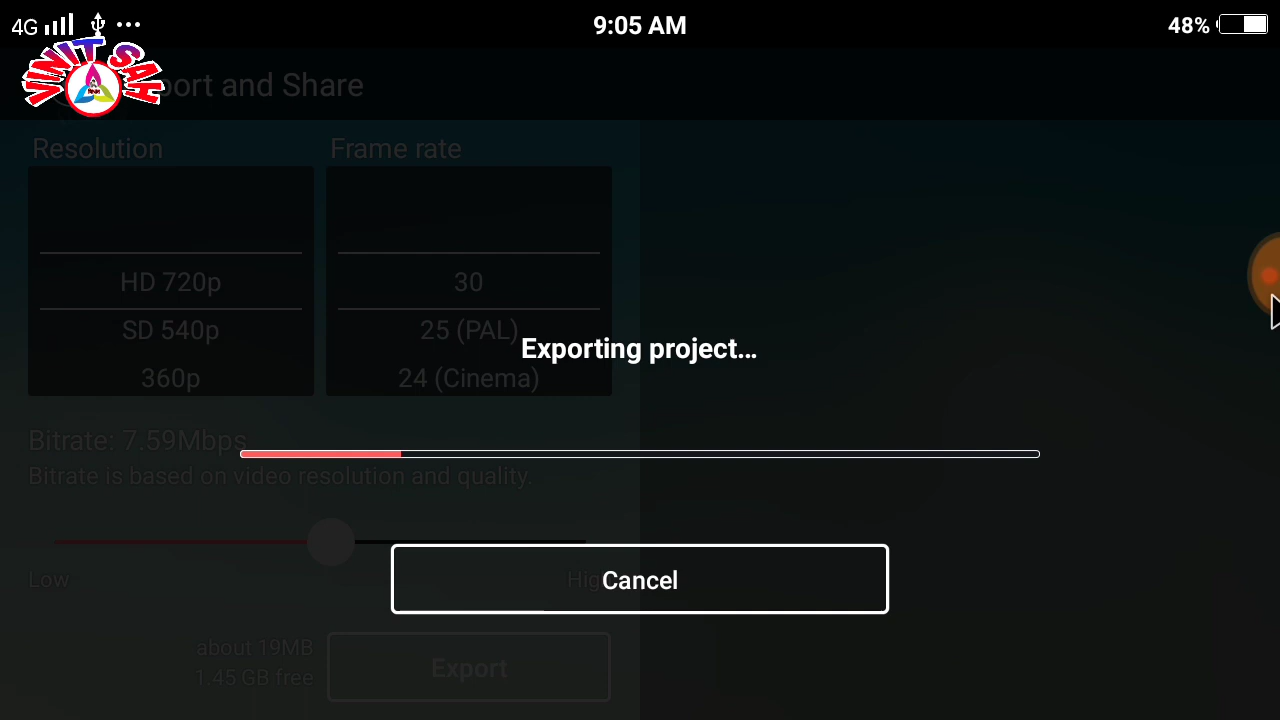 4G
9:05 AM
48%
VINIT SAH
port and Share
Resolution
Frame rate
HD 720p
30
SD 540p
25 (PAL)
360p
24 (Cinema)
Exporting project...
Bitrate: 7.59Mbps
Bitrate is based on video resolution and quality.
Low
Hig
Cancel
about 19MB
1.45 GB free
Export